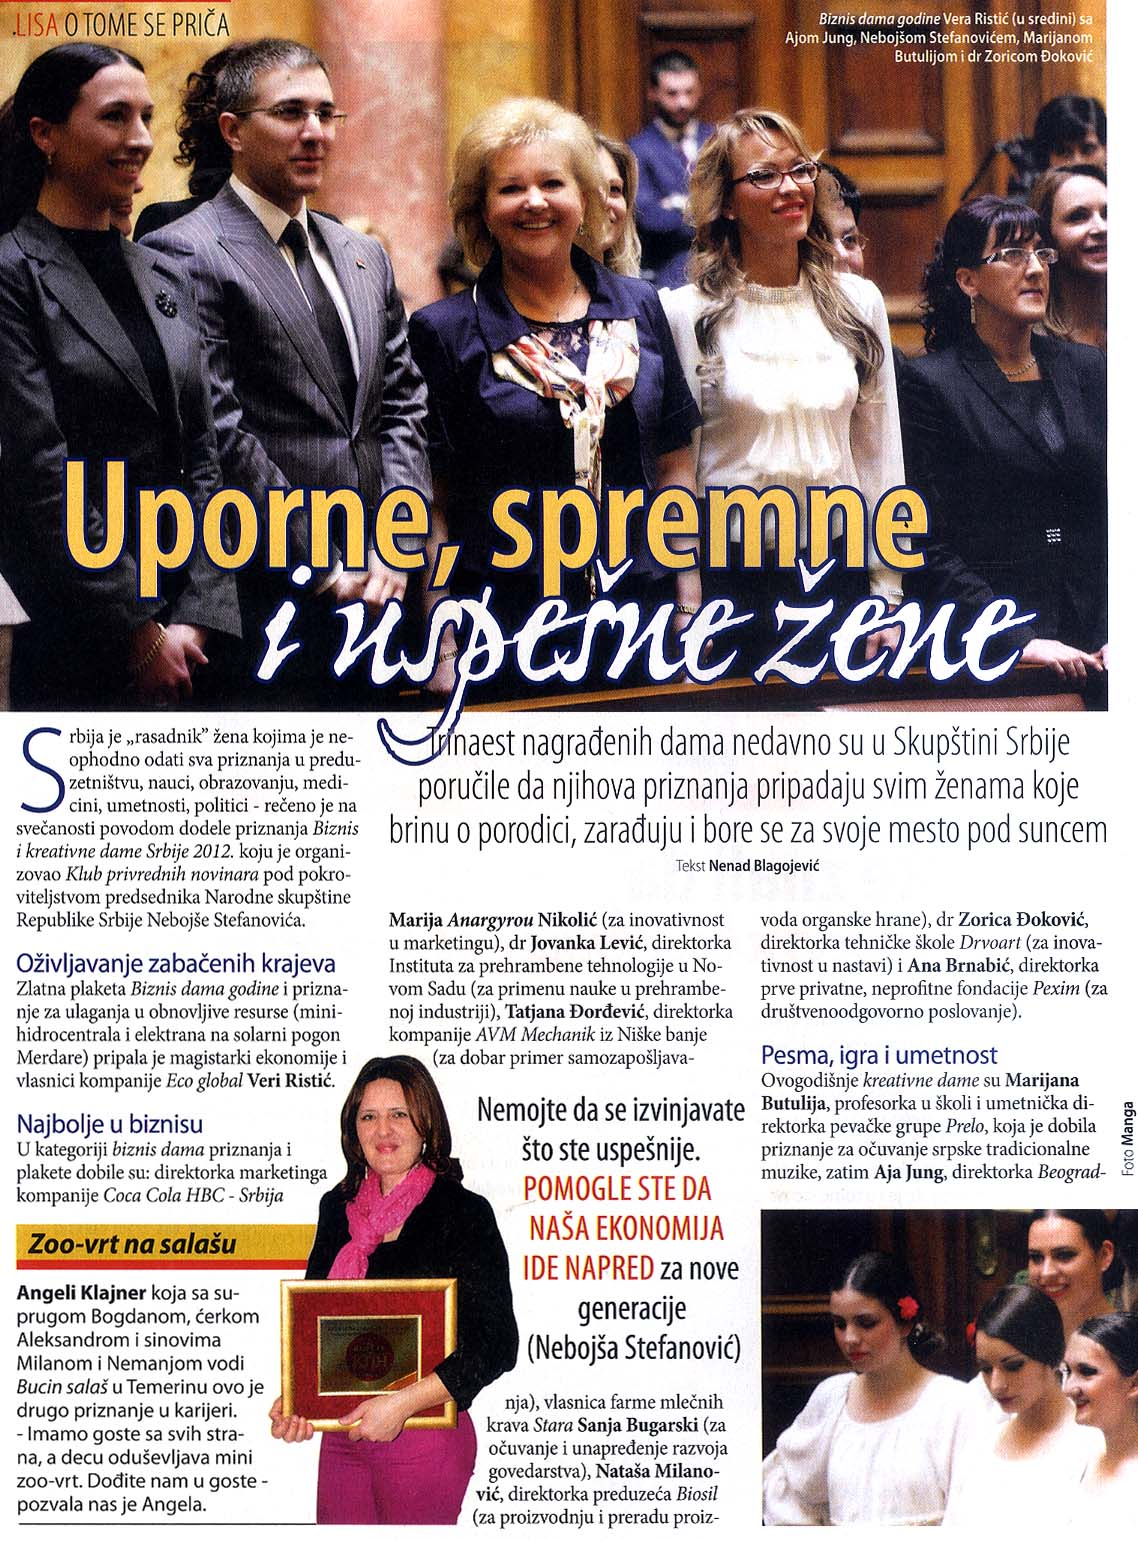 .LISA O TOME SE PRIČA
Biznis dama godine Vera Ristić (u sredini) sa
Ajom Jung, Nebojšom Stefanovićem, Marijanom
Butulijom i dr Zoricom Đoković
Uporne, spremne
i uspešne žene
Trinaest nagrađenih dama nedavno su u Skupštini Srbije
poručile da njihova priznanja pripadaju svim ženama koje
brinu o porodici, zarađuju i bore se za svoje mesto pod suncem
Tekst Nenad Blagojević
Srbija je „rasadnik” žena kojima je ne-
ophodno odati sva priznanja u predu-
zetništvu, nauci, obrazovanju, medi-
cini, umetnosti, politici - rečeno je na
svečanosti povodom dodele priznanja Biznis
i kreativne dame Srbije 2012. koju je organi-
zovao Klub privrednih novinara pod pokro-
viteljstvom predsednika Narodne skupštine
Republike Srbije Nebojše Stefanovića.
Oživljavanje zabačenih krajeva
Zlatna plaketa Biznis dama godine i prizna-
nje za ulaganja u obnovljive resurse (mini-
hidrocentrala i elektrana na solarni pogon
Merdare) pripala je magistarki ekonomije i
vlasnici kompanije Eco global Veri Ristić.
Najbolje u biznisu
U kategoriji biznis dama priznanja i
plakete dobile su: direktorka marketinga
kompanije Coca Cola HBC - Srbija
Marija Anargyrou Nikolić (za inovativnost
u marketingu), dr Jovanka Lević, direktorka
Instituta za prehrambene tehnologije u No-
vom Sadu (za primenu nauke u prehrambe-
noj industriji), Tatjana Đorđević, direktorka
kompanije AVM Mechanik iz Niške banje
(za dobar primer samozapošljava-
nja), vlasnica farme mlečnih
krava Stara Sanja Bugarski (za
očuvanje i unapređenje razvoja
govedarstva), Nataša Milano-
vić, direktorka preduzeća Biosil
(za proizvodnju i preradu proiz-
voda organske hrane), dr Zorica Đoković,
direktorka tehničke škole Drvoart (za inova-
tivnost u nastavi) i Ana Brnabić, direktorka
prve privatne, neprofitne fondacije Pexim (za
društvenoodgovorno poslovanje).
Pesma, igra i umetnost
Ovogodišnje kreativne dame su Marijana
Butulija, profesorka u školi i umetnička di-
rektorka pevačke grupe Prelo, koja je dobila
priznanje za očuvanje srpske tradicionalne
muzike, zatim Aja Jung, direktorka Beograd-
Foto Manga
Nemojte da se izvinjavate
što ste uspešnije.
POMOGLE STE DA
NAŠA EKONOMIJA
IDE NAPRED za nove
generacije
(Nebojša Stefanović)
Zoo-vrt na salašu
Angeli Klajner koja sa su-
prugom Bogdanom, ćerkom
Aleksandrom i sinovima
Milanom i Nemanjom vodi
Bucin salaš u Temerinu ovo je
drugo priznanje u karijeri.
- Imamo goste sa svih stra-
na, a decu oduševljava mini
zoo-vrt. Dođite nam u goste -
pozvala nas je Angela.